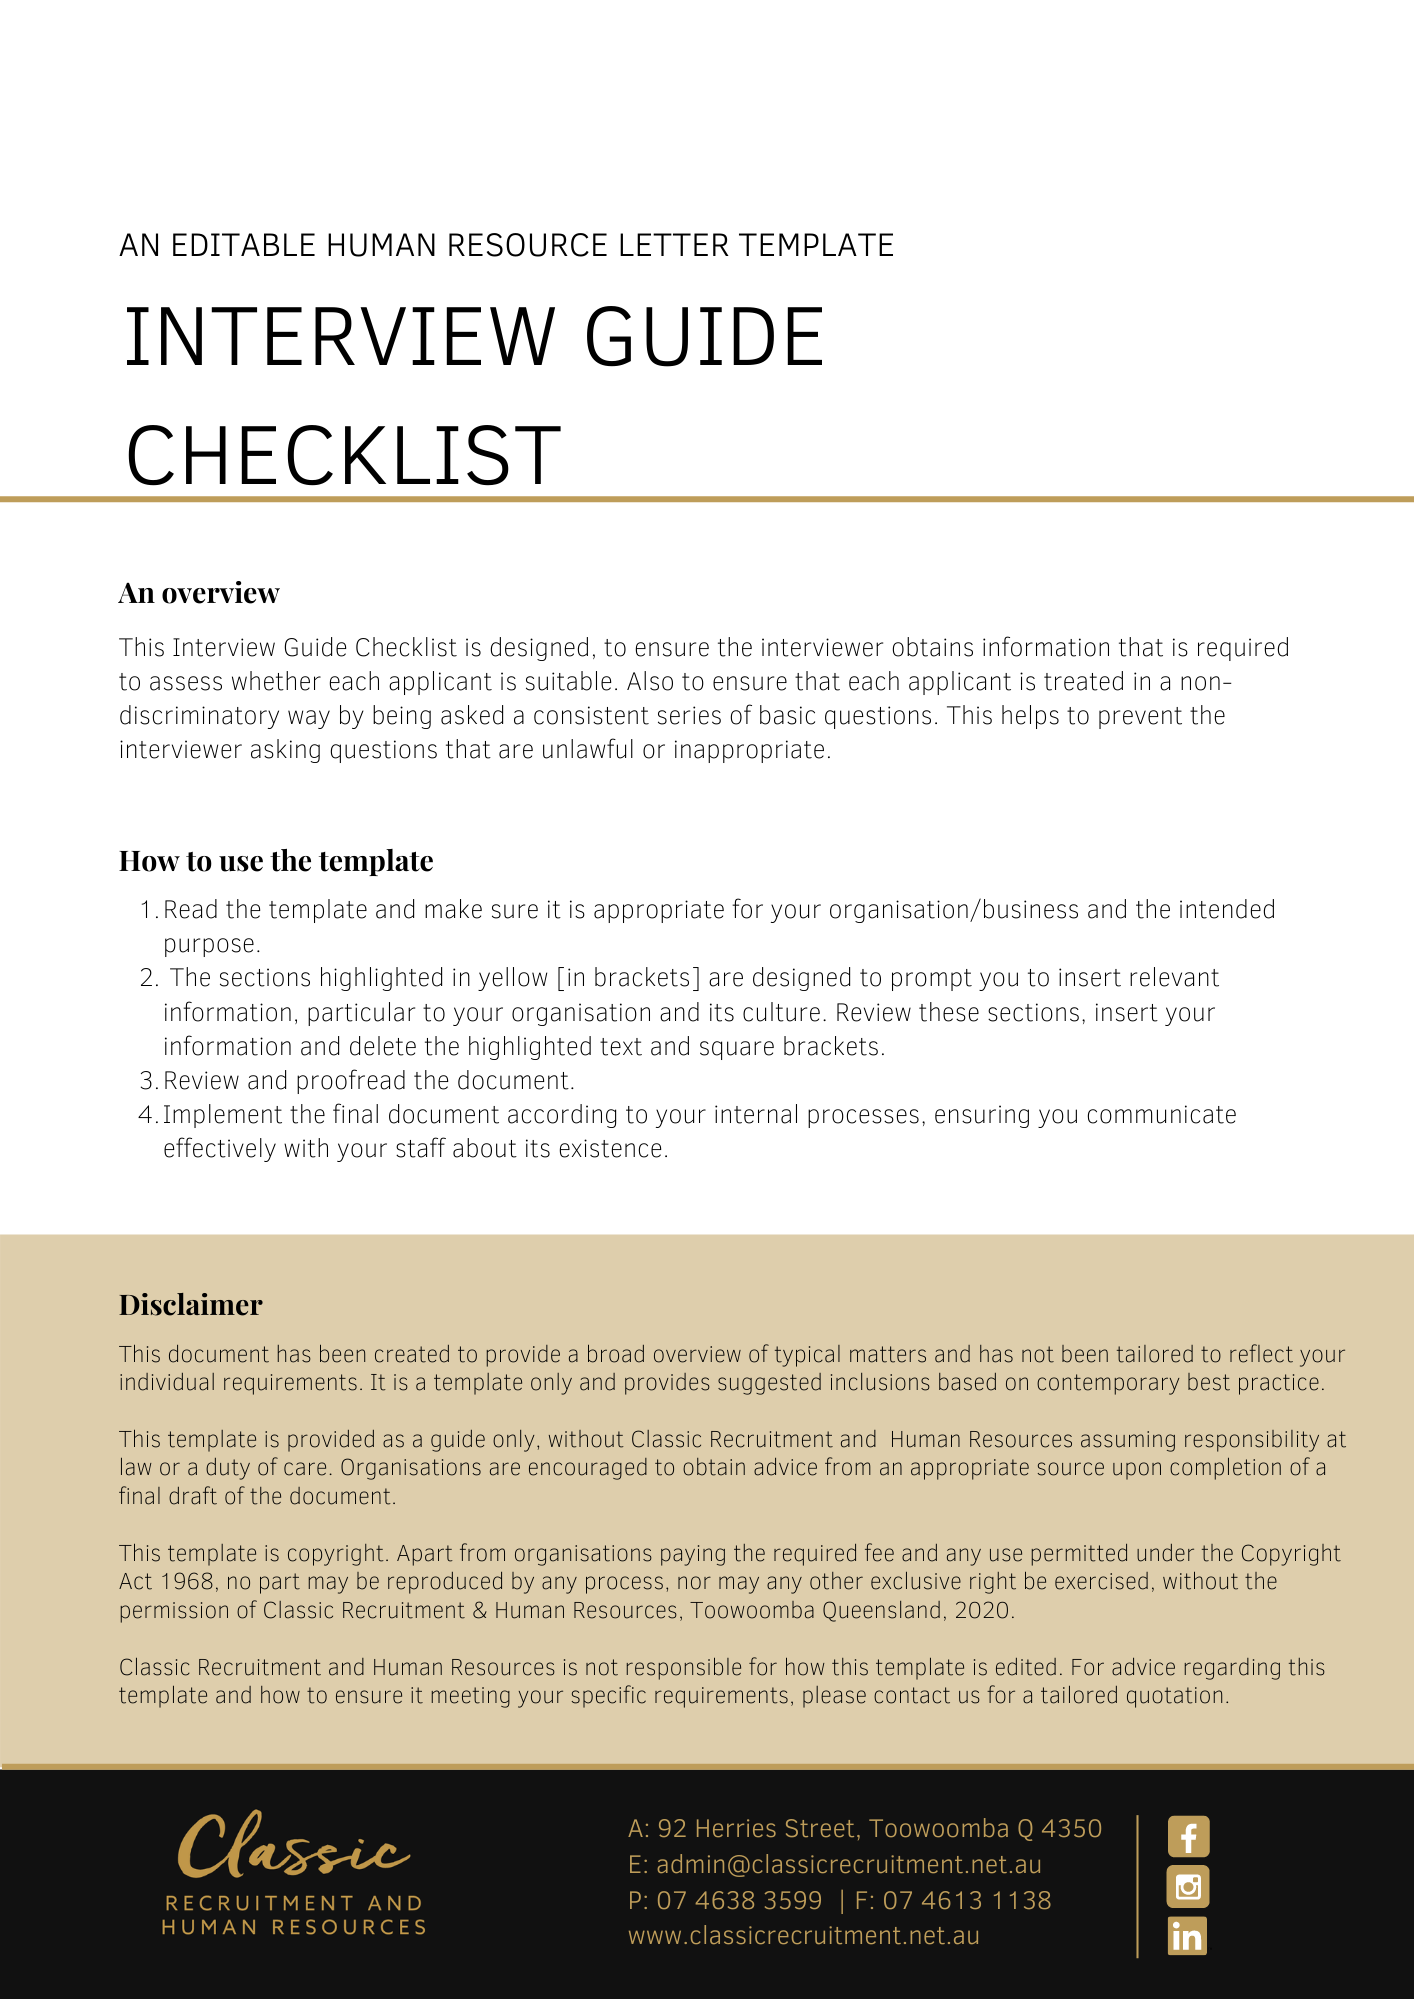 AN EDITABLE HUMAN RESOURCE LETTER TEMPLATE
INTERVIEW GUIDE
CHECKLIST
An overview
This Interview Guide Checklist is designed, to ensure the interviewer obtains information that is required
to assess whether each applicant is suitable. Also to ensure that each applicant is treated in a non-
discriminatory way by being asked a consistent series of basic questions. This helps to prevent the
interviewer asking questions that are unlawful or inappropriate.
How to use the template
1. Read the template and make sure it is appropriate for your organisation/business and the intended
purpose.
2. The sections highlighted in yellow [in brackets] are designed to prompt you to insert relevant
information, particular to your organisation and its culture. Review these sections, insert your
information and delete the highlighted text and square brackets.
3. Review and proofread the document.
4. Implement the final document according to your internal processes, ensuring you communicate
effectively with your staff about its existence.
Disclaimer
This document has been created to provide a broad overview of typical matters and has not been tailored to reflect your
individual requirements. It is a template only and provides suggested inclusions based on contemporary best practice.
This template is provided as a guide only, without Classic Recruitment and Human Resources assuming responsibility at
law or a duty of care. Organisations are encouraged to obtain advice from an appropriate source upon completion of a
final draft of the document.
This template is copyright. Apart from organisations paying the required fee and any use permitted under the Copyright
Act 1968, no part may be reproduced by any process, nor may any other exclusive right be exercised, without the
permission of Classic Recruitment & Human Resources, Toowoomba Queensland, 2020.
Classic Recruitment and Human Resources is not responsible for how this template is edited. For advice regarding this
template and how to ensure it meeting your specific requirements, please contact us for a tailored quotation.
Classic
RECRUITMENT AND
HUMAN RESOURCES
A: 92 Herries Street, Toowoomba Q 4350
E: admin@classicrecruitment.net.au
P: 07 4638 3599 | F: 07 4613 1138
www.classicrecruitment.net.au